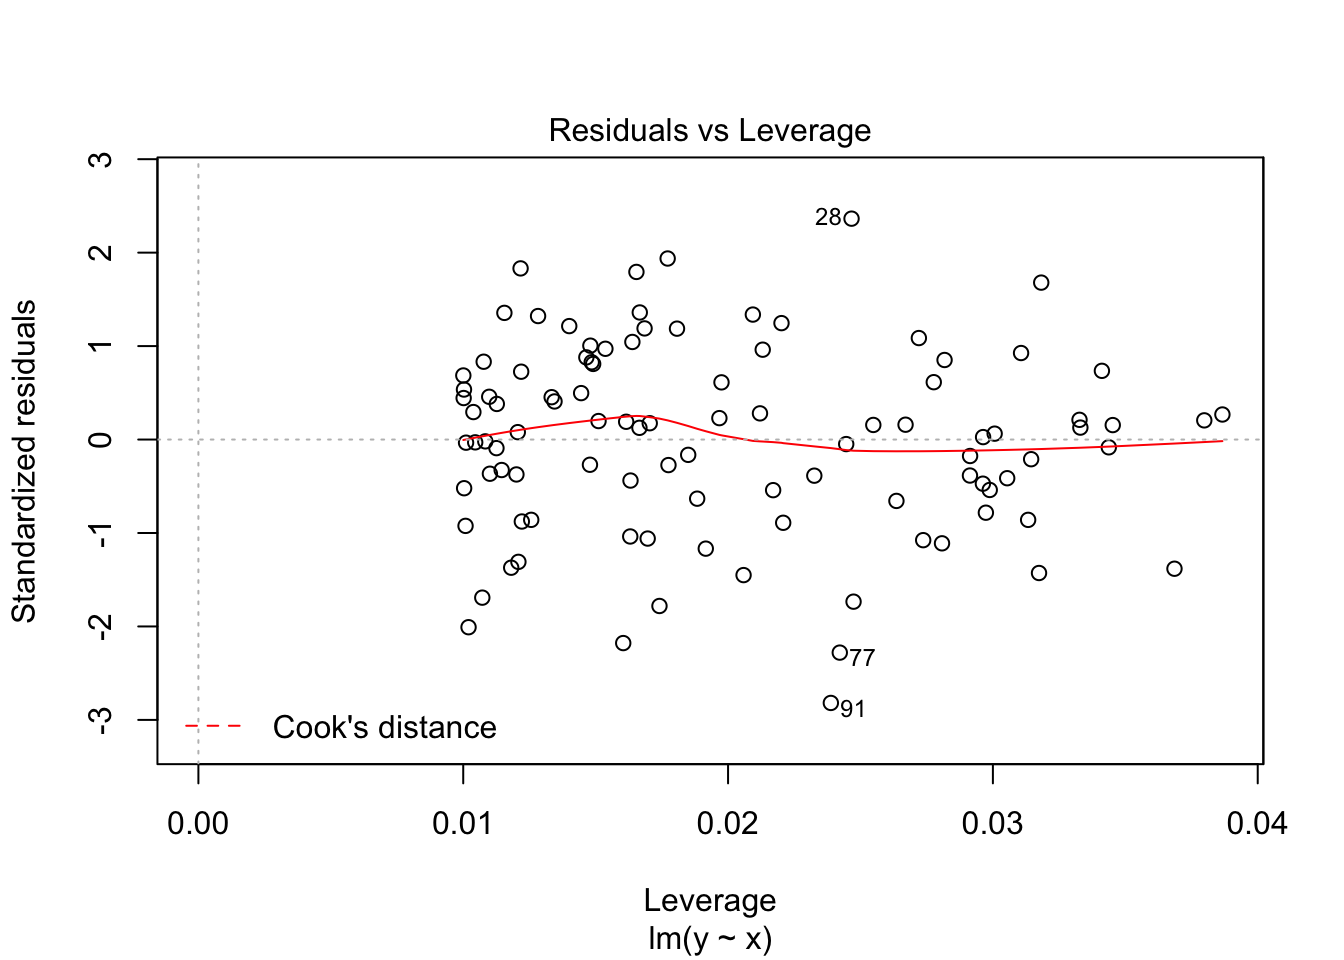 Residuals vs Leverage
Standardized residuals
3
2
1
0
-1
-2
-3
28
77
91
Cook's distance
0.00 0.01 0.02 0.03 0.04
Leverage
lm(y ~ x)